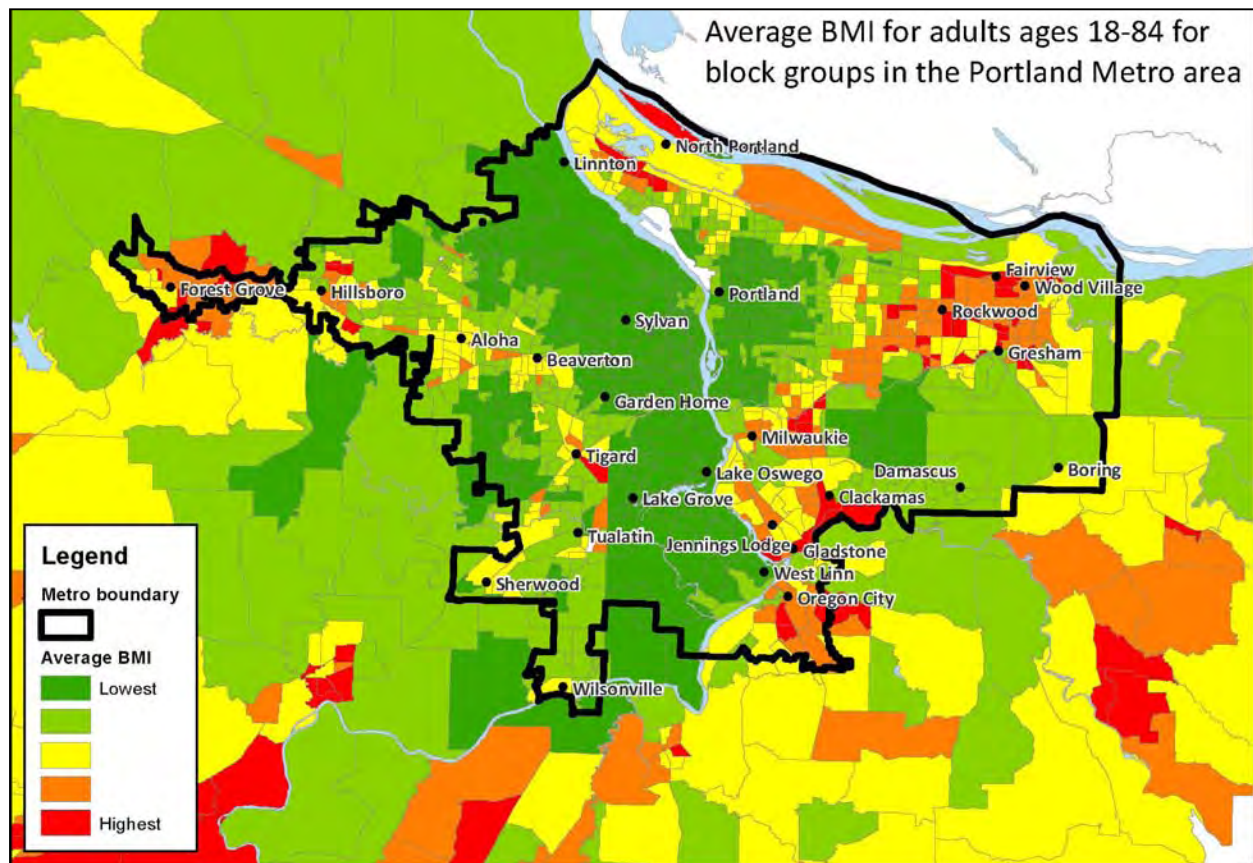 Average BMI for adults ages 18-84 for
block groups in the Portland Metro area
North Portland
Linnton
Fairview
Wood Village
Forest Grove
Hillsboro
Portland
Rockwood
Sylvan
Aloha
Beaverton
Gresham
Garden Home
Milwaukie
Tigard
Lake Oswego
Damascus
Boring
Lake Grove
Clackamas
Tualatin
Jennings Lodge
Gladstone
West Linn
Sherwood
Oregon City
Wilsonville
Legend
Metro boundary
Average BMI
Lowest
Highest